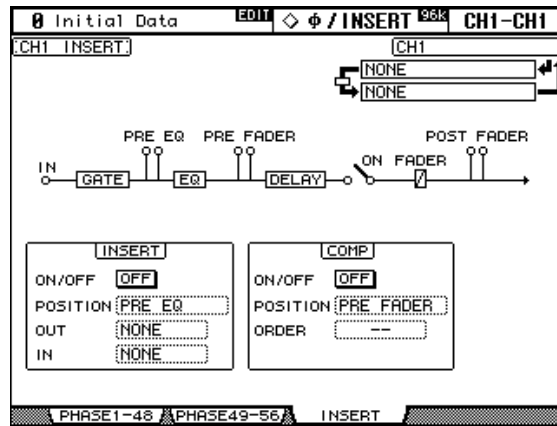 0 Initial Data EDIT ◇ φ / INSERT 96k CH1-CH1
CH1 INSERT CH1
NONE
NONE
PRE EQ PRE FADER POST FADER
IN GATE EQ DELAY ON FADER
INSERT
ON/OFF OFF
POSITION PRE EQ
OUT NONE
IN NONE
COMP
ON/OFF OFF
POSITION PRE FADER
ORDER --
PHASE1-48 PHASE49-56 INSERT